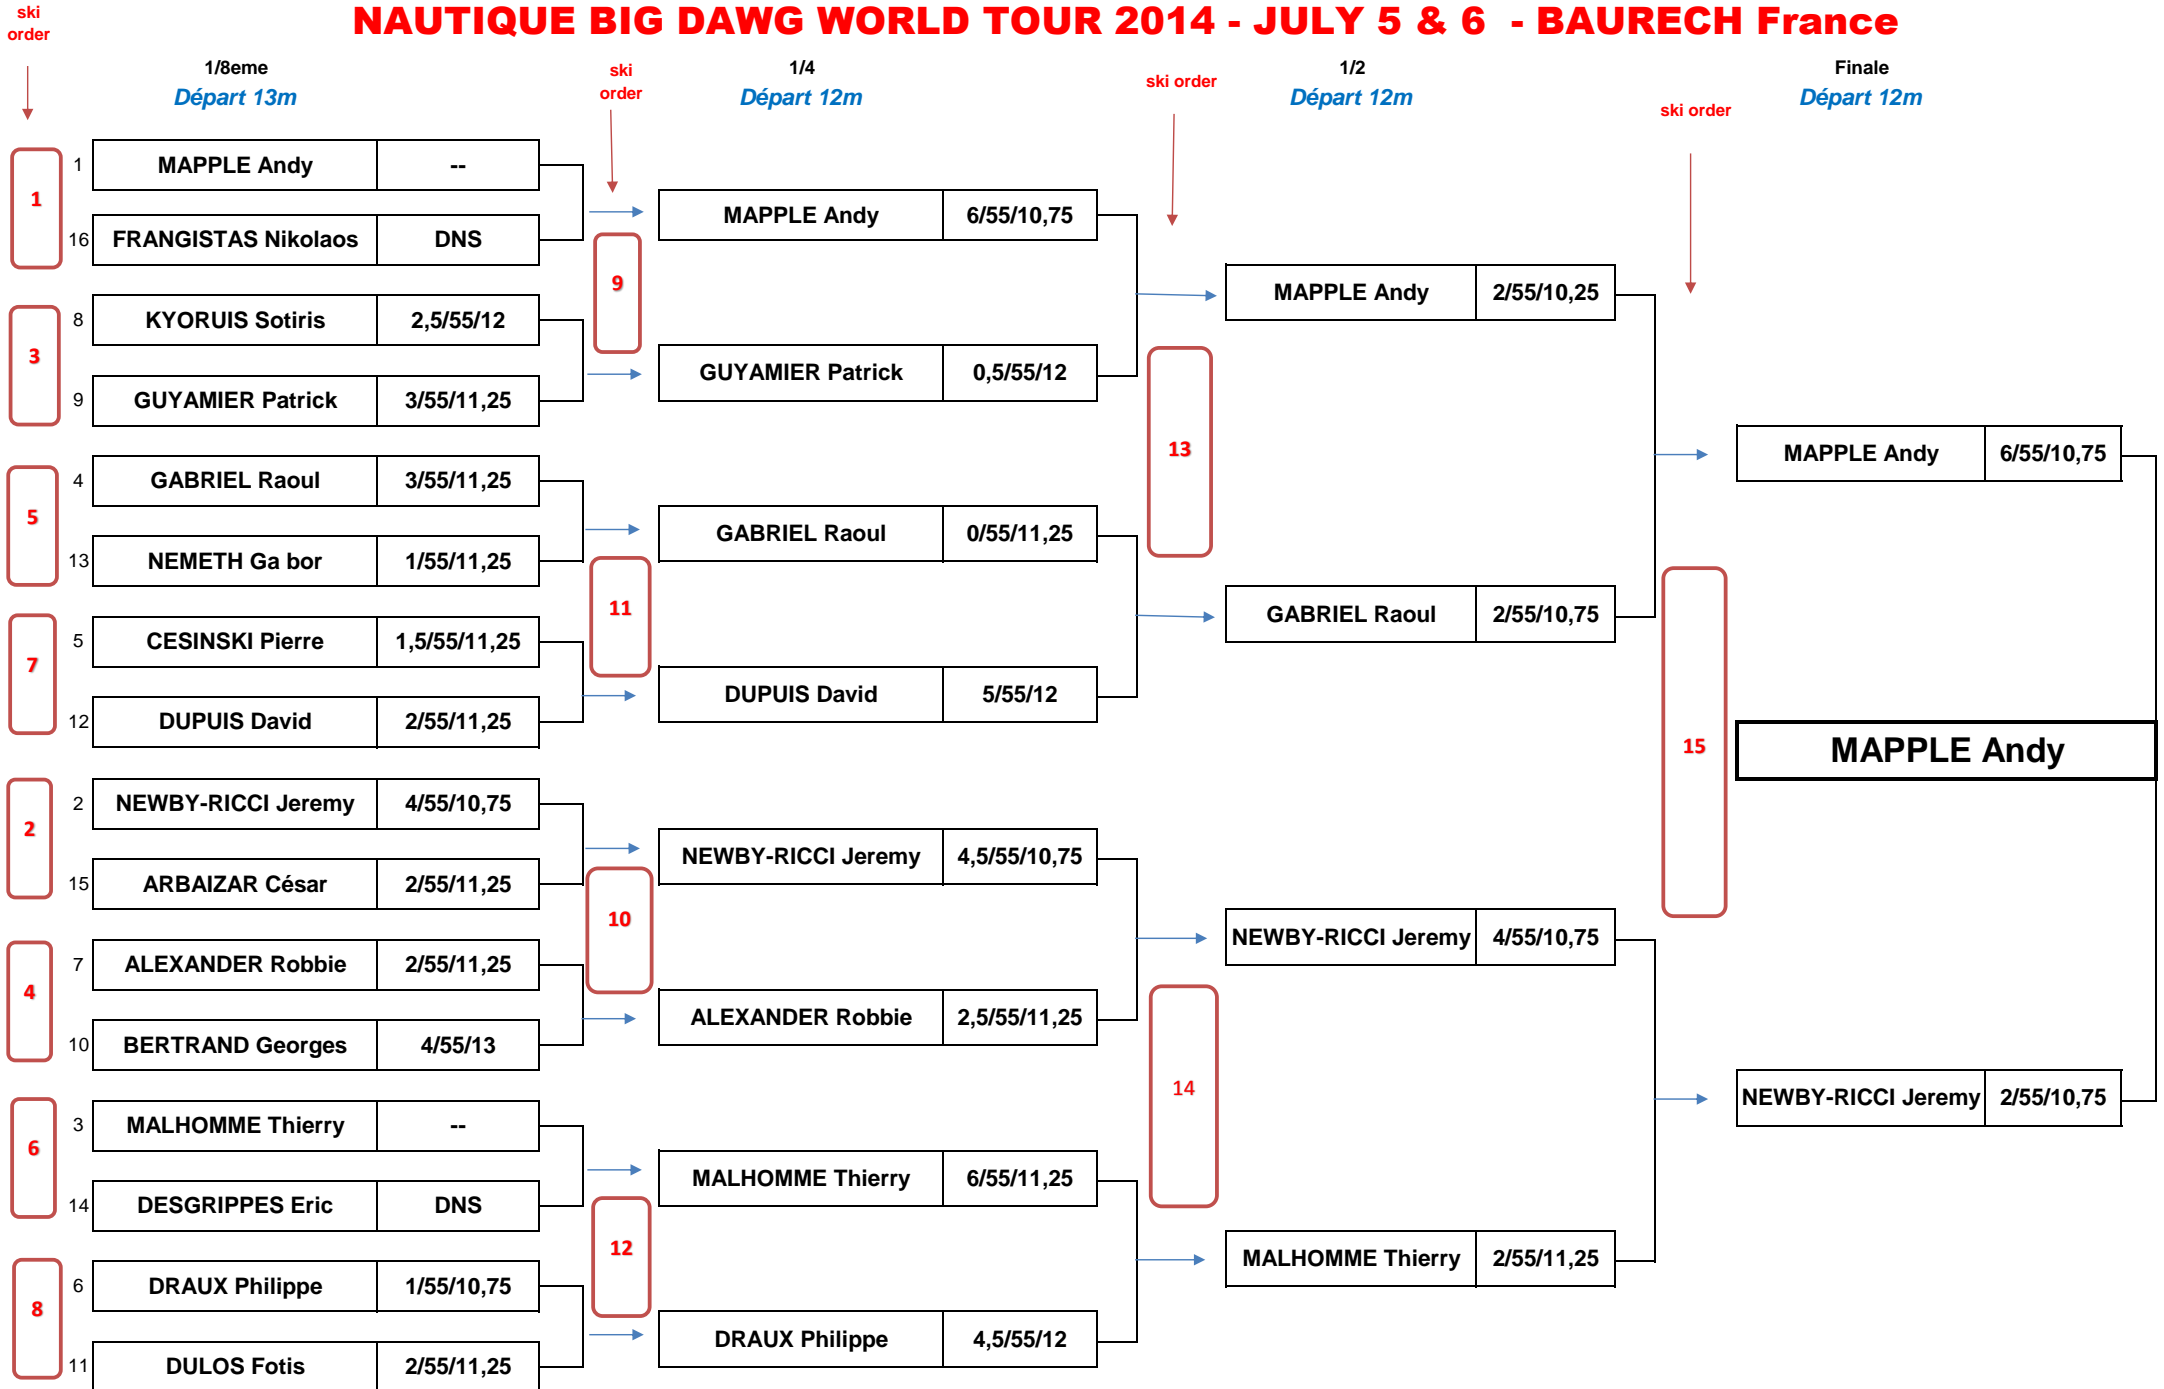 NAUTIQUE BIG DAWG WORLD TOUR 2014 - JULY 5 & 6 - BAURECH France
ski
order
1/8eme
Départ 13m
ski
order
1/4
Départ 12m
ski order
1/2
Départ 12m
ski order
Finale
Départ 12m
1
1 MAPPLE Andy --
16 FRANGISTAS Nikolaos DNS
3
8 KYORUIS Sotiris 2,5/55/12
9 GUYAMIER Patrick 3/55/11,25
5
4 GABRIEL Raoul 3/55/11,25
13 NEMETH Ga bor 1/55/11,25
7
5 CESINSKI Pierre 1,5/55/11,25
12 DUPUIS David 2/55/11,25
2
2 NEWBY-RICCI Jeremy 4/55/10,75
15 ARBAIZAR César 2/55/11,25
4
7 ALEXANDER Robbie 2/55/11,25
10 BERTRAND Georges 4/55/13
6
3 MALHOMME Thierry --
14 DESGRIPPES Eric DNS
8
6 DRAUX Philippe 1/55/10,75
11 DULOS Fotis 2/55/11,25
9
MAPPLE Andy 6/55/10,75
GUYAMIER Patrick 0,5/55/12
11
GABRIEL Raoul 0/55/11,25
DUPUIS David 5/55/12
10
NEWBY-RICCI Jeremy 4,5/55/10,75
ALEXANDER Robbie 2,5/55/11,25
12
MALHOMME Thierry 6/55/11,25
DRAUX Philippe 4,5/55/12
13
MAPPLE Andy 2/55/10,25
GABRIEL Raoul 2/55/10,75
14
NEWBY-RICCI Jeremy 4/55/10,75
MALHOMME Thierry 2/55/11,25
15
MAPPLE Andy 6/55/10,75
MAPPLE Andy
NEWBY-RICCI Jeremy 2/55/10,75